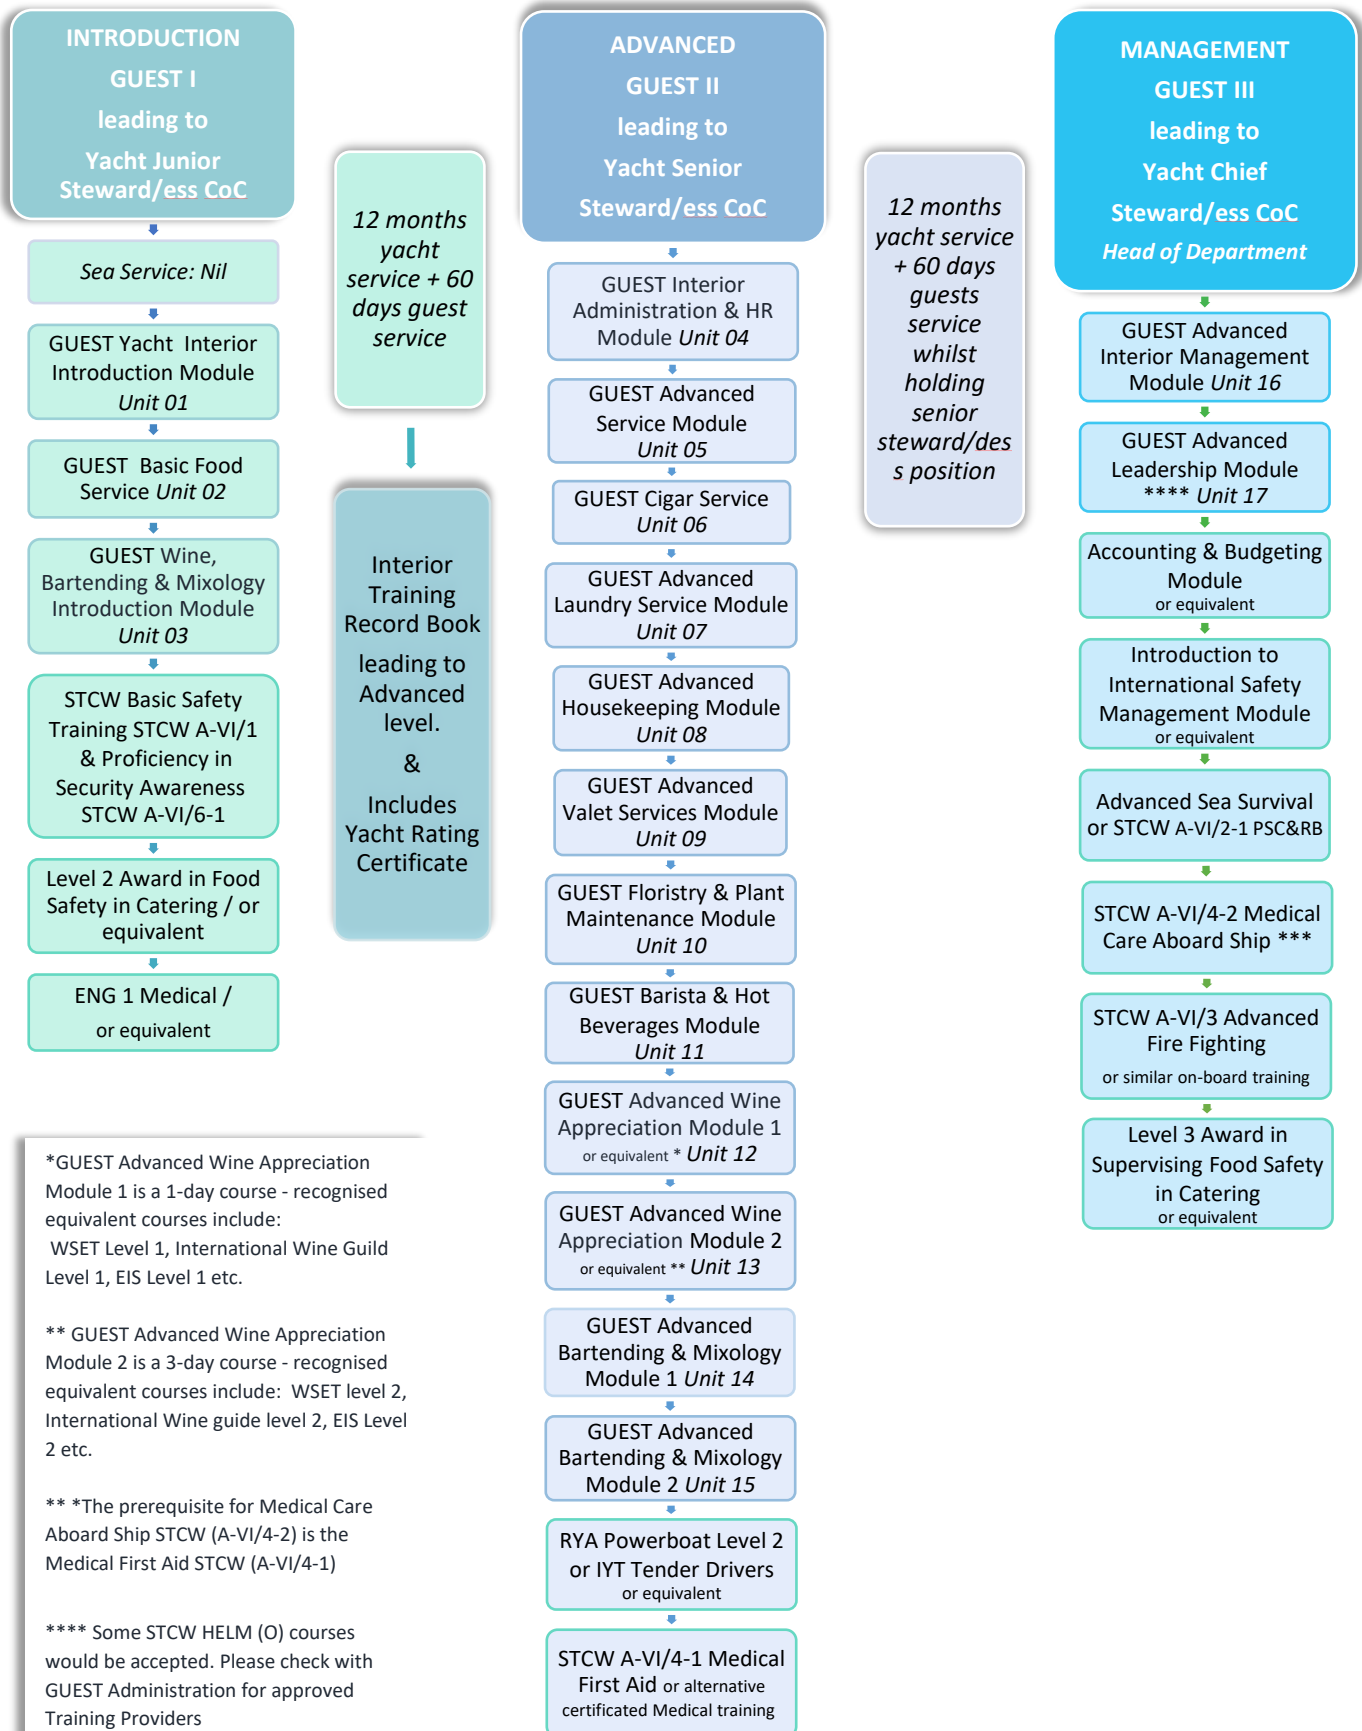 INTRODUCTION
GUEST I
leading to
Yacht Junior
Steward/ess CoC
Sea Service: Nil
GUEST Yacht Interior
Introduction Module
Unit 01
GUEST Basic Food
Service Unit 02
GUEST Wine,
Bartending & Mixology
Introduction Module
Unit 03
STCW Basic Safety
Training STCW A-VI/1
& Proficiency in
Security Awareness
STCW A-VI/6-1
Level 2 Award in Food
Safety in Catering / or
equivalent
ENG 1 Medical /
or equivalent
12 months
yacht
service + 60
days guest
service
Interior
Training
Record Book
leading to
Advanced
level.
&
Includes
Yacht Rating
Certificate
ADVANCED
GUEST II
leading to
Yacht Senior
Steward/ess CoC
GUEST Interior
Administration & HR
Module Unit 04
GUEST Advanced
Service Module
Unit 05
GUEST Cigar Service
Unit 06
GUEST Advanced
Laundry Service Module
Unit 07
GUEST Advanced
Housekeeping Module
Unit 08
GUEST Advanced
Valet Services Module
Unit 09
GUEST Floristry & Plant
Maintenance Module
Unit 10
GUEST Barista & Hot
Beverages Module
Unit 11
GUEST Advanced Wine
Appreciation Module 1
or equivalent * Unit 12
GUEST Advanced Wine
Appreciation Module 2
or equivalent ** Unit 13
GUEST Advanced
Bartending & Mixology
Module 1 Unit 14
GUEST Advanced
Bartending & Mixology
Module 2 Unit 15
RYA Powerboat Level 2
or IYT Tender Drivers
or equivalent
STCW A-VI/4-1 Medical
First Aid or alternative
certificated Medical training
12 months
yacht service
+ 60 days
guests
service
whilst
holding
senior
steward/des
s position
MANAGEMENT
GUEST III
leading to
Yacht Chief
Steward/ess CoC
Head of Department
GUEST Advanced
Interior Management
Module Unit 16
GUEST Advanced
Leadership Module
**** Unit 17
Accounting & Budgeting
Module
or equivalent
Introduction to
International Safety
Management Module
or equivalent
Advanced Sea Survival
or STCW A-VI/2-1 PSC&RB
STCW A-VI/4-2 Medical
Care Aboard Ship ***
STCW A-VI/3 Advanced
Fire Fighting
or similar on-board training
Level 3 Award in
Supervising Food Safety
in Catering
or equivalent
*GUEST Advanced Wine Appreciation
Module 1 is a 1-day course - recognised
equivalent courses include:
WSET Level 1, International Wine Guild
Level 1, EIS Level 1 etc.
** GUEST Advanced Wine Appreciation
Module 2 is a 3-day course - recognised
equivalent courses include: WSET level 2,
International Wine guide level 2, EIS Level
2 etc.
** *The prerequisite for Medical Care
Aboard Ship STCW (A-VI/4-2) is the
Medical First Aid STCW (A-VI/4-1)
**** Some STCW HELM (O) courses
would be accepted. Please check with
GUEST Administration for approved
Training Providers